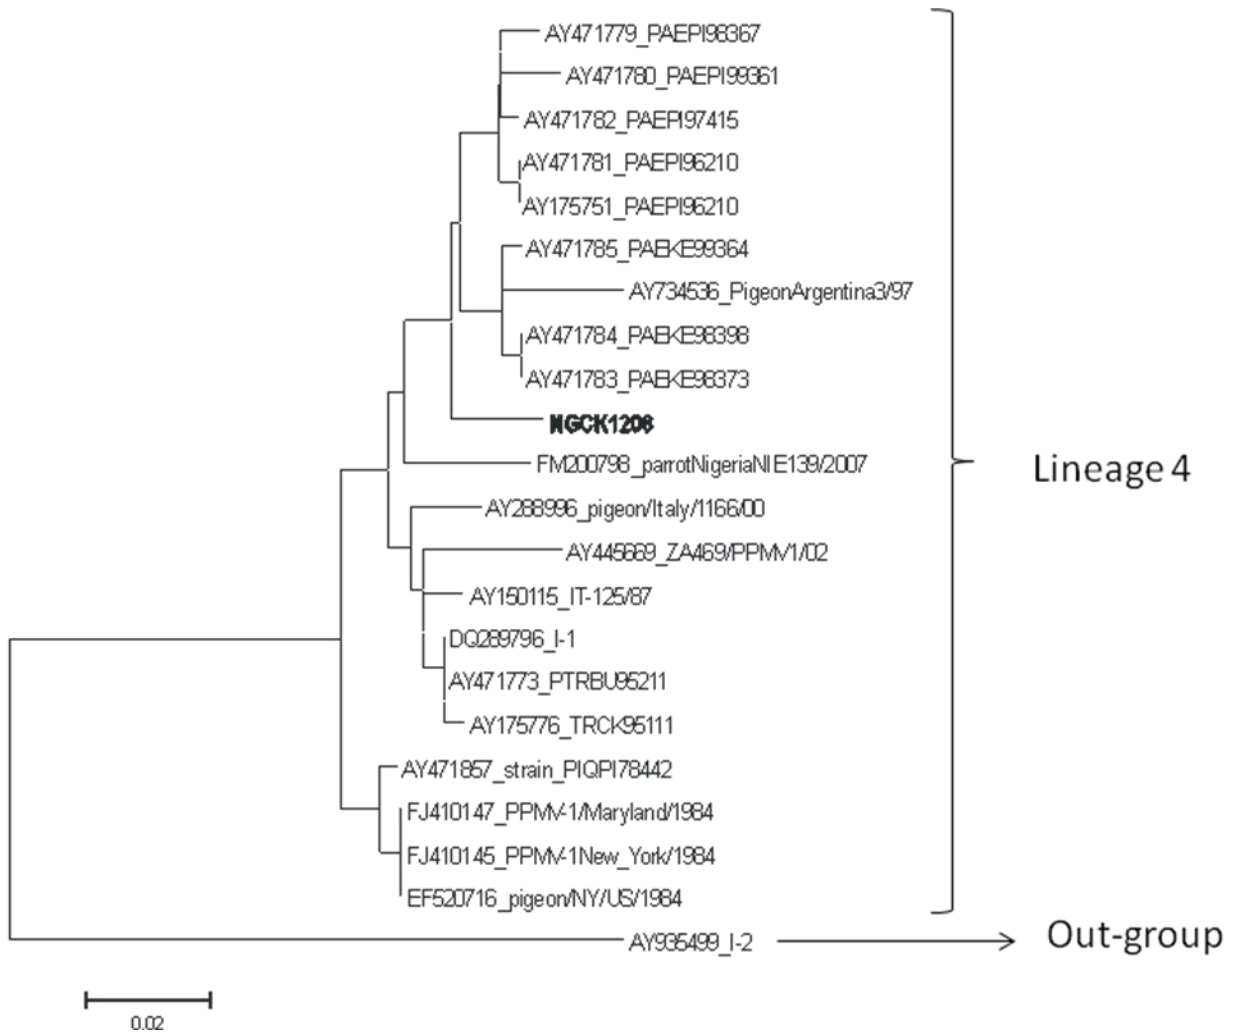 AY471779_PAEPI98367
AY471780_PAEPI99361
AY471782_PAEPI97415
AY471781_PAEPI96210
AY175751_PAEPI96210
AY471785_PAEKE99364
AY734536_PigeonArgentina3/97
AY471784_PAEKE98398
AY471783_PAEKE98373
NGCK1208
FM200798_parrotNigeriaNIE139/2007
Lineage 4
AY288996_pigeon/Italy/1166/00
AY445669_ZA469/PPMV1/02
AY150115_IT-125/87
DQ289796_I-1
AY471773_PTRBU95211
AY175776_TRCK95111
AY471857_strain_PIQPI78442
FJ410147_PPMV-1/Maryland/1984
FJ410145_PPMV-1New_York/1984
EF520716_pigeon/NY/US/1984
AY935499_I-2
Out-group
0.02